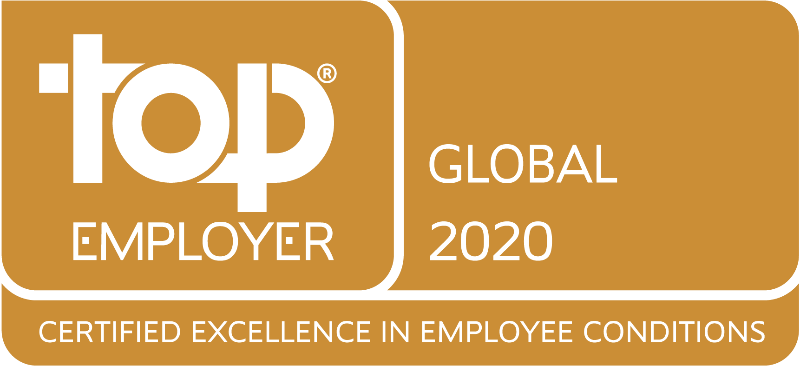 top®
EMPLOYER
GLOBAL
2020
CERTIFIED EXCELLENCE IN EMPLOYEE CONDITIONS